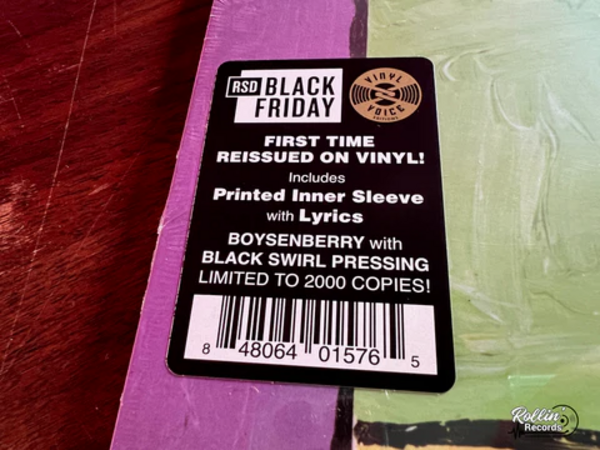 RSD BLACK
FRIDAY
VINYL
VOICE
EDITIONS
FIRST TIME
REISSUED ON VINYL!
Includes
Printed Inner Sleeve
with Lyrics
BOYSENBERRY with
BLACK SWIRL PRESSING
LIMITED TO 2000 COPIES!
8 48064 01576 5
Rollin'
Records